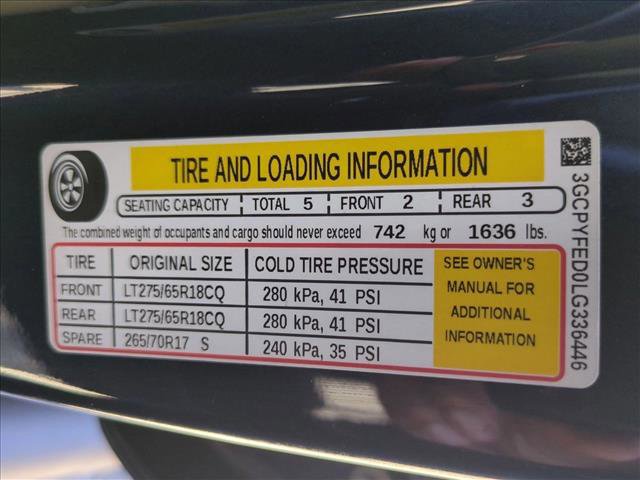 TIRE AND LOADING INFORMATION
SEATING CAPACITY TOTAL 5 FRONT 2 REAR 3
The combined weight of occupants and cargo should never exceed 742 kg or 1636 lbs.
TIRE ORIGINAL SIZE COLD TIRE PRESSURE
FRONT LT275/65R18CQ 280 kPa, 41 PSI
REAR LT275/65R18CQ 280 kPa, 41 PSI
SPARE 265/70R17 S 240 kPa, 35 PSI
SEE OWNER'S
MANUAL FOR
ADDITIONAL
INFORMATION
3GCPYFED0LG336446